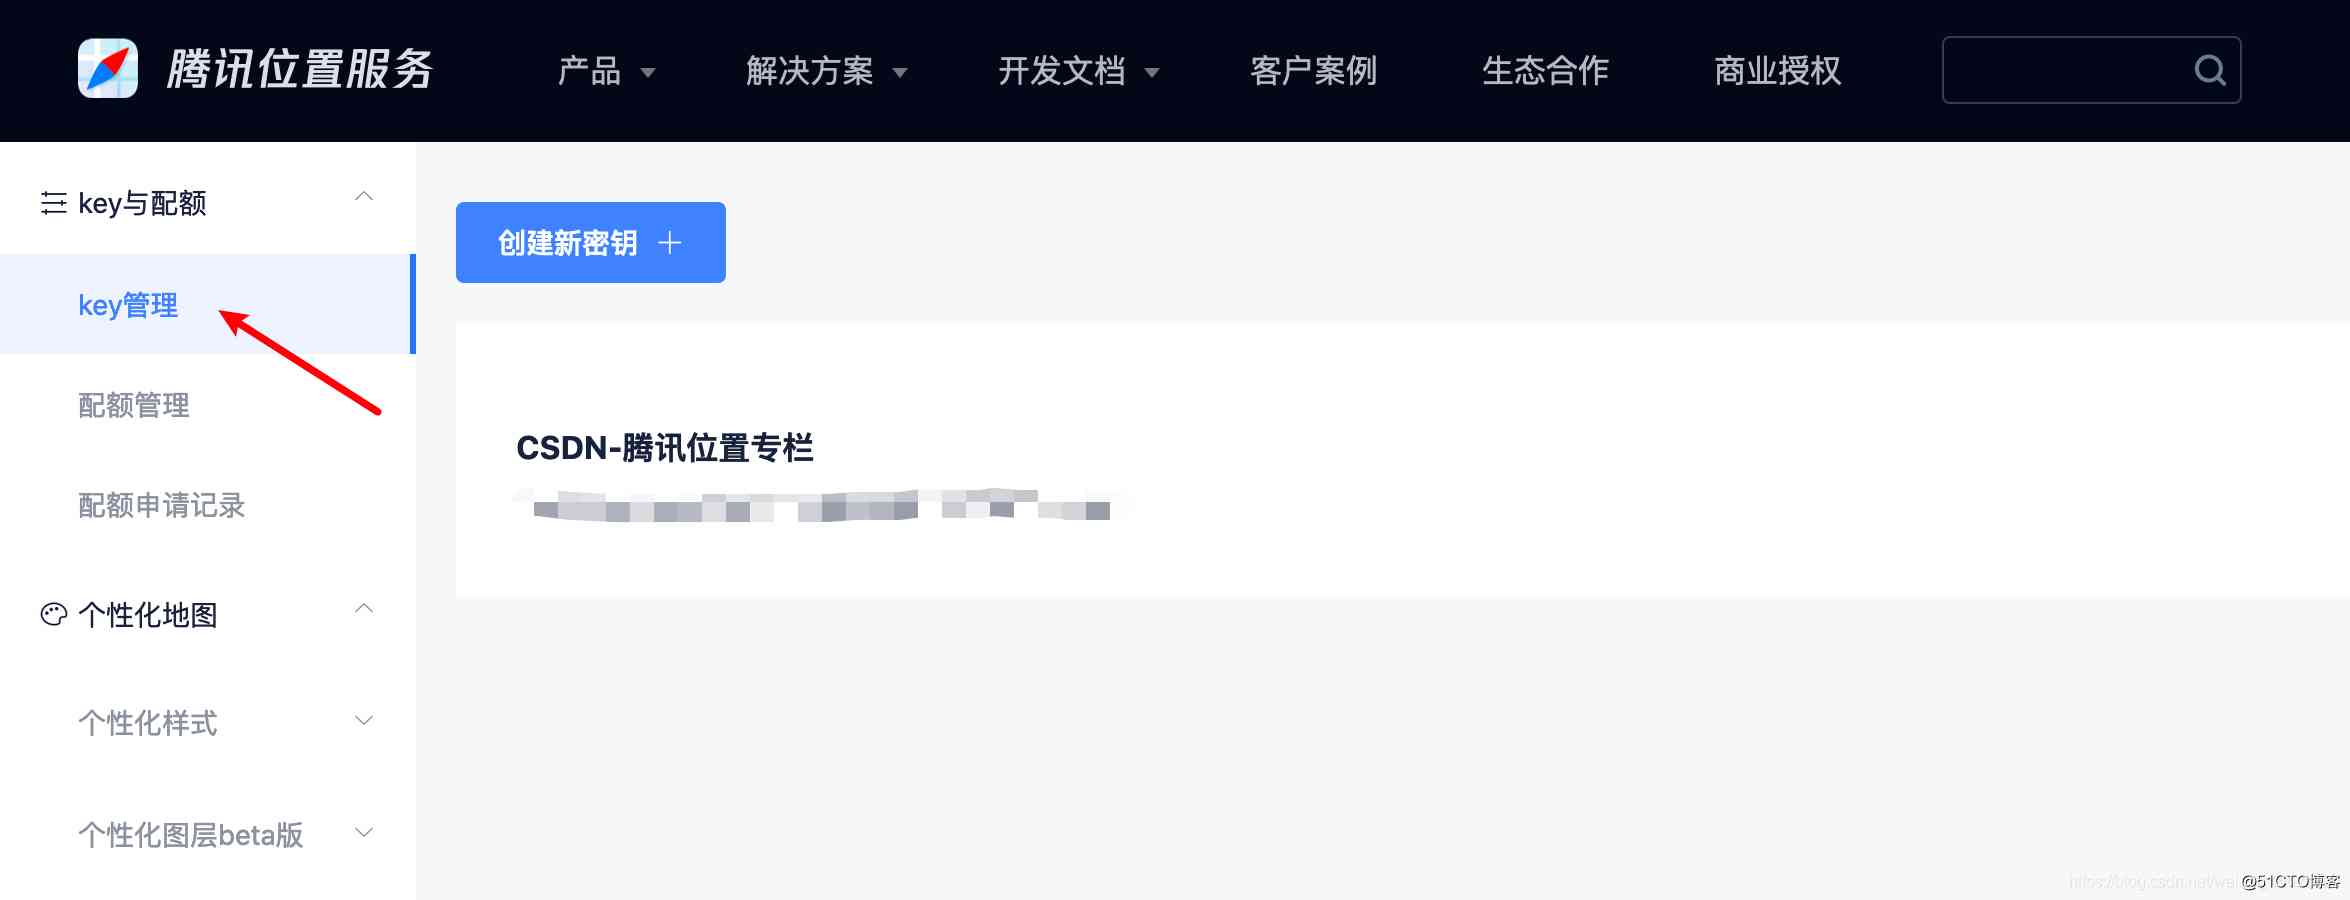 腾讯位置服务
产品
解决方案
开发文档
客户案例
生态合作
商业授权
key与配额
key管理
配额管理
配额申请记录
个性化地图
个性化样式
个性化图层beta版
创建新密钥
CSDN-腾讯位置专栏
https://blog.csdn.net/wei @51CTO博客